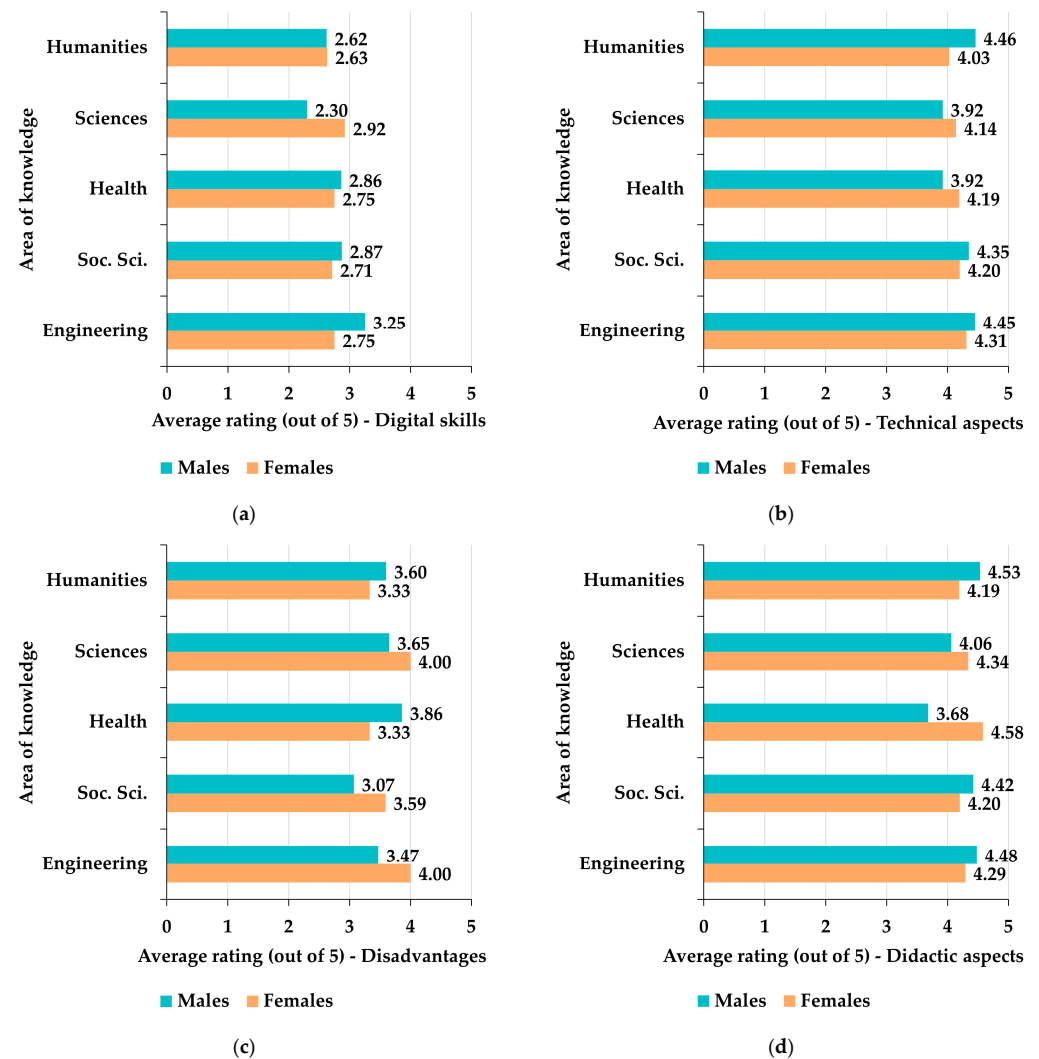 Area of knowledge
Humanities
2.62
2.63
Sciences
2.30
2.92
Health
2.86
2.75
Soc. Sci.
2.87
2.71
Engineering
3.25
2.75
0 1 2 3 4 5
Average rating (out of 5) - Digital skills
Males Females
(a)
Area of knowledge
Humanities
4.46
4.03
Sciences
3.92
4.14
Health
3.92
4.19
Soc. Sci.
4.35
4.20
Engineering
4.45
4.31
0 1 2 3 4 5
Average rating (out of 5) - Technical aspects
Males Females
(b)
Area of knowledge
Humanities
3.60
3.33
Sciences
3.65
4.00
Health
3.86
3.33
Soc. Sci.
3.07
3.59
Engineering
3.47
4.00
0 1 2 3 4 5
Average rating (out of 5) - Disadvantages
Males Females
(c)
Area of knowledge
Humanities
4.53
4.19
Sciences
4.06
4.34
Health
3.68
4.58
Soc. Sci.
4.42
4.20
Engineering
4.48
4.29
0 1 2 3 4 5
Average rating (out of 5) - Didactic aspects
Males Females
(d)